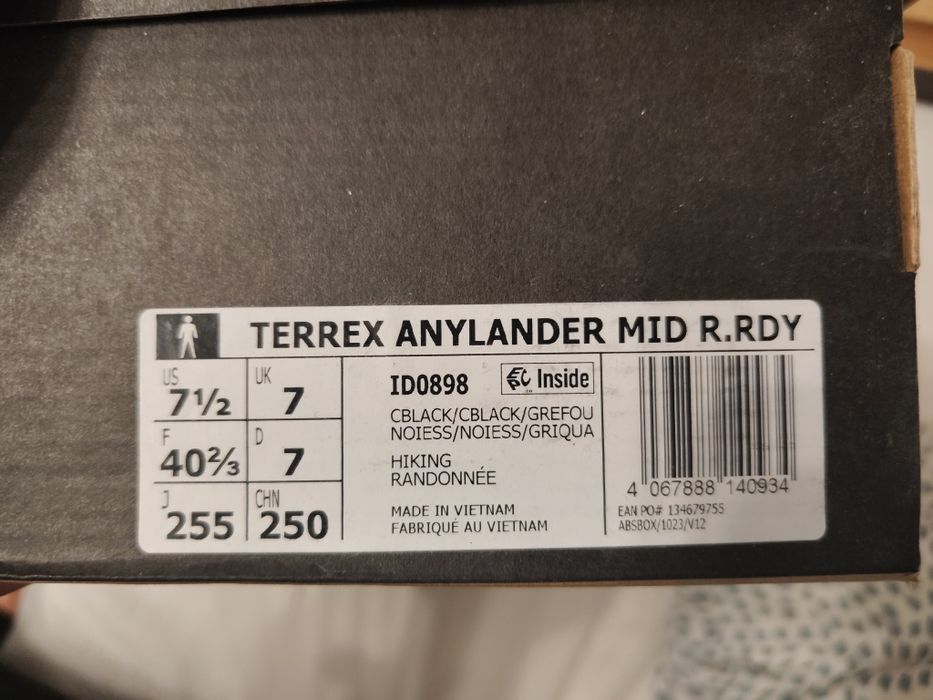 TERREX ANYLANDER MID R.RDY
US 7½ UK 7
F 40⅔ D 7
J 255 CHN 250
ID0898
Inside
CBLACK/CBLACK/GREFOU
NOIESS/NOIESS/GRIQUA
HIKING
RANDONNÉE
MADE IN VIETNAM
FABRIQUÉ AU VIETNAM
4 067888 140934
EAN PO# 134679755
ABSBOX/1023/V12